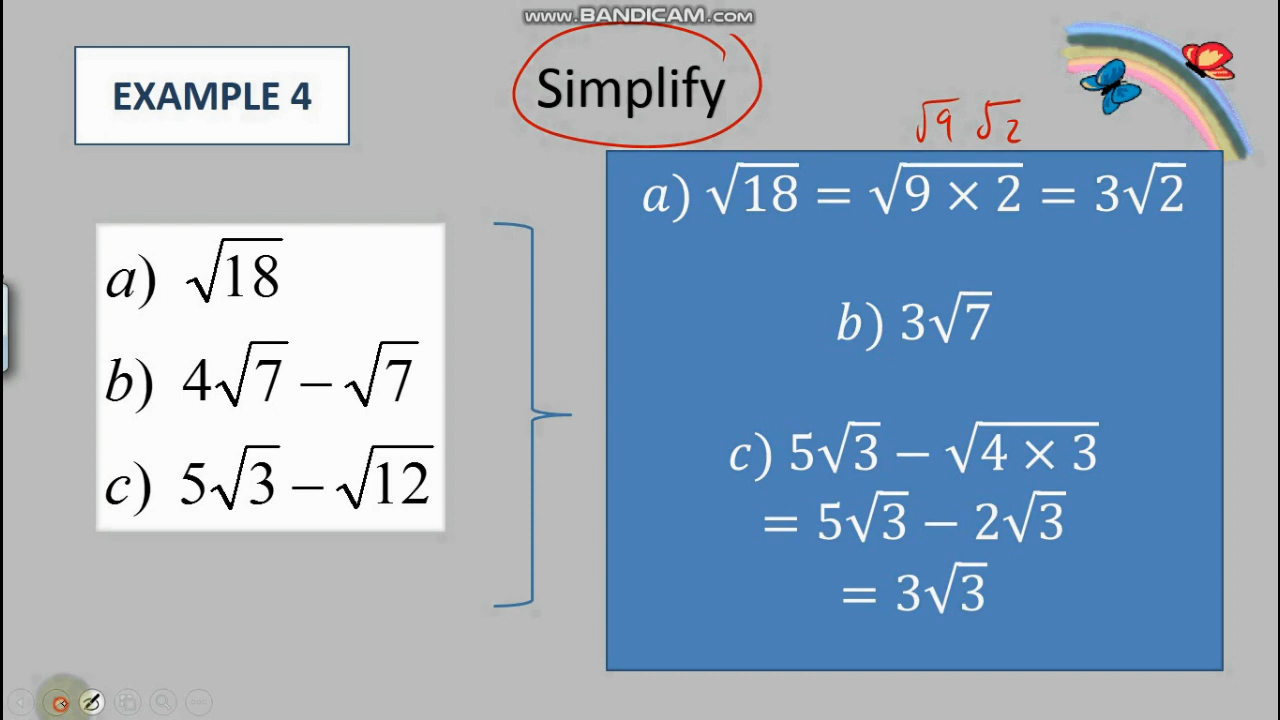 www.BANDICAM.com
EXAMPLE 4
Simplify
√9 √2
a) √18
b) 4√7 − √7
c) 5√3 − √12
a) √18 = √(9 × 2) = 3√2
b) 3√7
c) 5√3 − √(4 × 3)
= 5√3 − 2√3
= 3√3